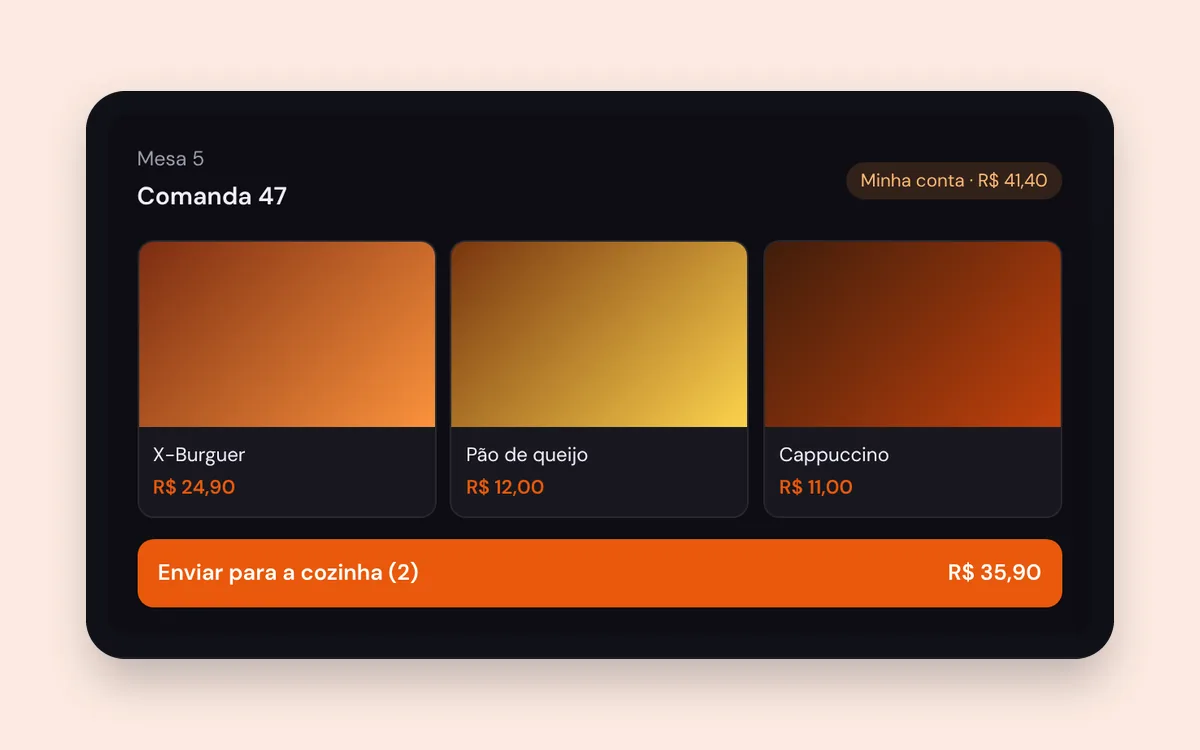 Mesa 5
Comanda 47
Minha conta · R$ 41,40
X-Burguer
R$ 24,90
Pão de queijo
R$ 12,00
Cappuccino
R$ 11,00
Enviar para a cozinha (2)
R$ 35,90